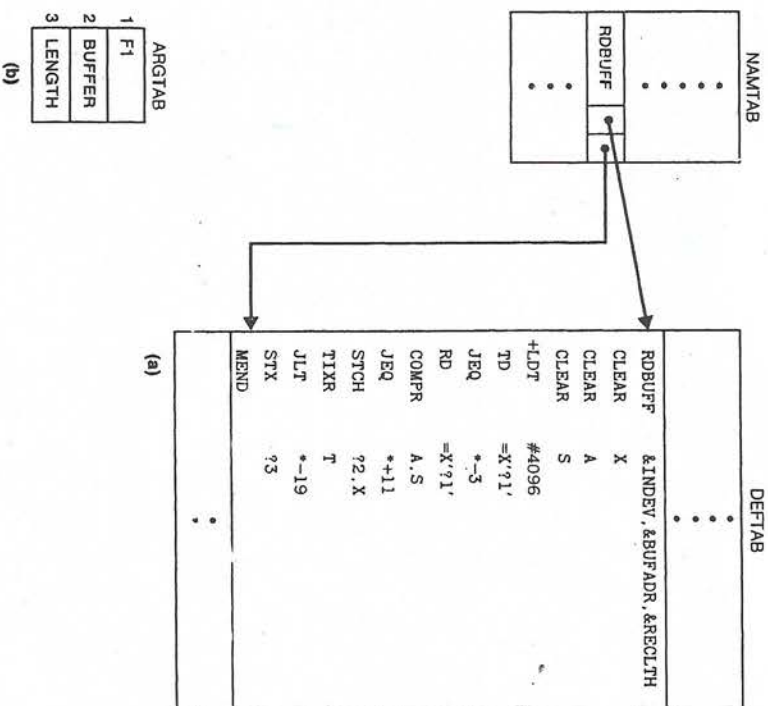 NAMTAB
RDBUFF
DEFTAB
RDBUFF &INDEV,&BUFADR,&RECLTH
CLEAR X
CLEAR A
CLEAR S
+LDT #4096
TD =X'?1'
JEQ *-3
RD =X'?1'
COMPR A,S
JEQ *+11
STCH ?2,X
TIXR T
JLT *-19
STX ?3
MEND
(a)
ARGTAB
1 F1
2 BUFFER
3 LENGTH
(b)